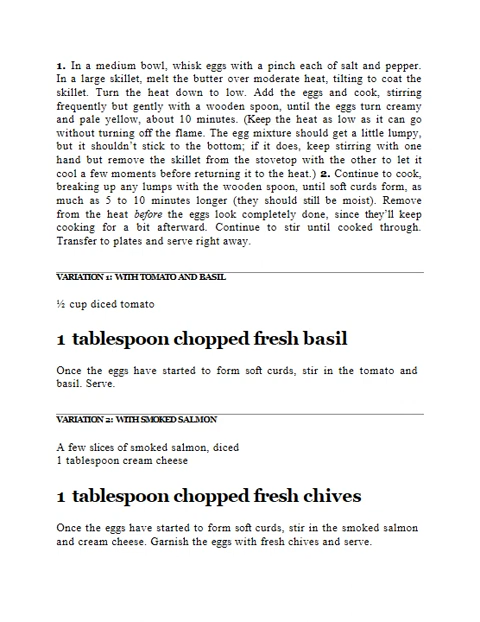 1. In a medium bowl, whisk eggs with a pinch each of salt and pepper.
In a large skillet, melt the butter over moderate heat, tilting to coat the
skillet. Turn the heat down to low. Add the eggs and cook, stirring
frequently but gently with a wooden spoon, until the eggs turn creamy
and pale yellow, about 10 minutes. (Keep the heat as low as it can go
without turning off the flame. The egg mixture should get a little lumpy,
but it shouldn't stick to the bottom; if it does, keep stirring with one
hand but remove the skillet from the stovetop with the other to let it
cool a few moments before returning it to the heat.) 2. Continue to cook,
breaking up any lumps with the wooden spoon, until soft curds form, as
much as 5 to 10 minutes longer (they should still be moist). Remove
from the heat before the eggs look completely done, since they'll keep
cooking for a bit afterward. Continue to stir until cooked through.
Transfer to plates and serve right away.
VARIATION 1: WITH TOMATO AND BASIL
½ cup diced tomato
1 tablespoon chopped fresh basil
Once the eggs have started to form soft curds, stir in the tomato and
basil. Serve.
VARIATION 2: WITH SMOKED SALMON
A few slices of smoked salmon, diced
1 tablespoon cream cheese
1 tablespoon chopped fresh chives
Once the eggs have started to form soft curds, stir in the smoked salmon
and cream cheese. Garnish the eggs with fresh chives and serve.